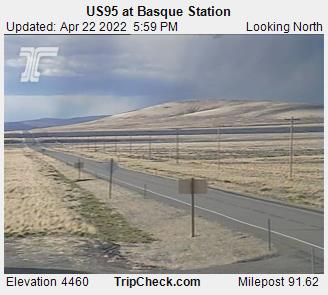 US95 at Basque Station
Updated: Apr 22 2022 5:59 PM Looking North
Elevation 4460 TripCheck.com Milepost 91.62